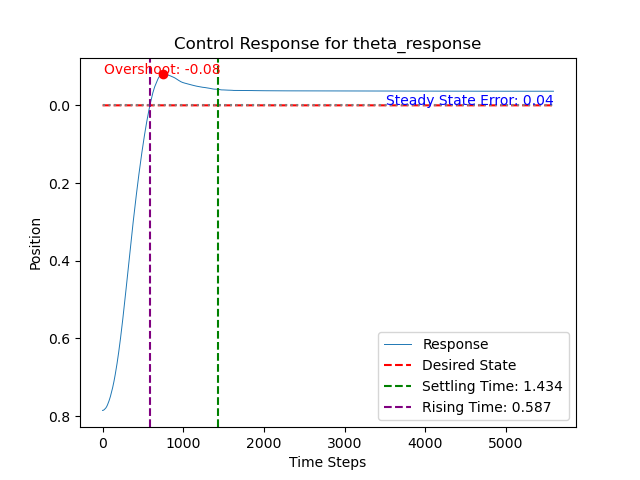 Control Response for theta_response
Overshoot: -0.08
Steady State Error: 0.04
0.0
0.2
0.4
0.6
0.8
Position
Response
Desired State
Settling Time: 1.434
Rising Time: 0.587
0 1000 2000 3000 4000 5000
Time Steps